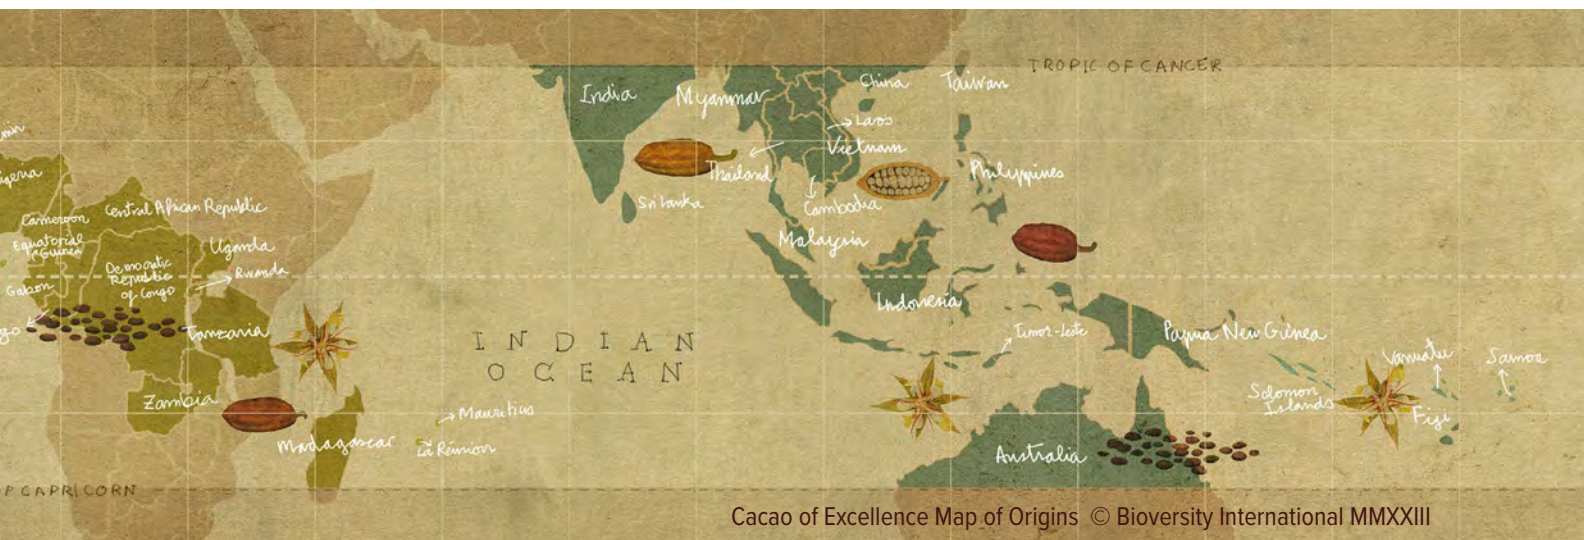 TROPIC OF CANCER
India
Myanmar
China
Taiwan
Laos
Vietnam
Thailand
Philippines
Sri Lanka
Cambodia
Malaysia
Central African Republic
Cameroon
Equatorial
Guinea
Uganda
Democratic
Republic
of Congo
Rwanda
Gabon
Indonesia
Tanzania
INDIAN
OCEAN
Timor-Leste
Papua New Guinea
Vanuatu
Samoa
Solomon
Islands
Fiji
Zambia
Mauritius
Madagascar
La Réunion
Australia
OF CAPRICORN
Cacao of Excellence Map of Origins © Bioversity International MMXXIII